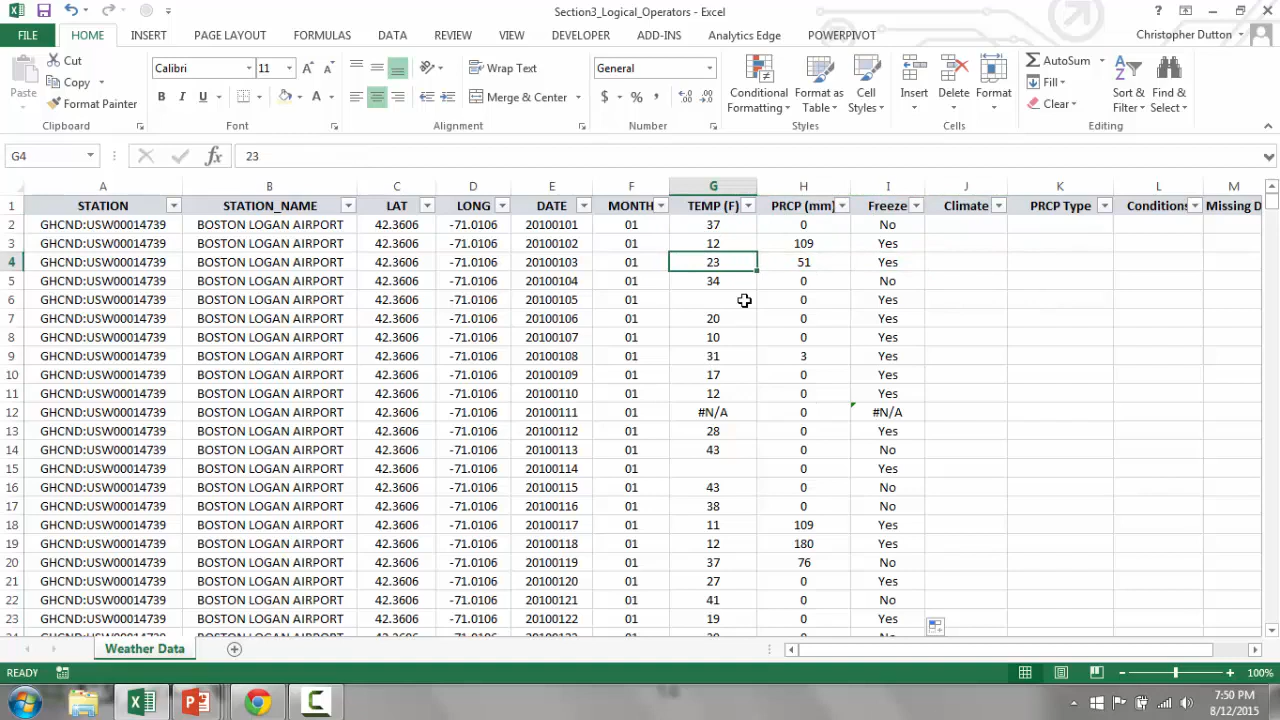 Section3_Logical_Operators - Excel
FILE HOME INSERT PAGE LAYOUT FORMULAS DATA REVIEW VIEW DEVELOPER ADD-INS Analytics Edge POWERPIVOT Christopher Dutton
Cut Calibri 11 Wrap Text General AutoSum
Copy Fill
Paste Format Painter B I U A Merge & Center $ % Conditional Formatting Format as Table Cell Styles Insert Delete Format Clear Sort & Filter Find & Select
Clipboard Font Alignment Number Styles Cells Editing
G4 fx 23
A B C D E F G H I J K L M
1 STATION STATION_NAME LAT LONG DATE MONTH TEMP (F) PRCP (mm) Freeze Climate PRCP Type Conditions Missing D
2 GHCND:USW00014739 BOSTON LOGAN AIRPORT 42.3606 -71.0106 20100101 01 37 0 No
3 GHCND:USW00014739 BOSTON LOGAN AIRPORT 42.3606 -71.0106 20100102 01 12 109 Yes
4 GHCND:USW00014739 BOSTON LOGAN AIRPORT 42.3606 -71.0106 20100103 01 23 51 Yes
5 GHCND:USW00014739 BOSTON LOGAN AIRPORT 42.3606 -71.0106 20100104 01 34 0 No
6 GHCND:USW00014739 BOSTON LOGAN AIRPORT 42.3606 -71.0106 20100105 01 0 Yes
7 GHCND:USW00014739 BOSTON LOGAN AIRPORT 42.3606 -71.0106 20100106 01 20 0 Yes
8 GHCND:USW00014739 BOSTON LOGAN AIRPORT 42.3606 -71.0106 20100107 01 10 0 Yes
9 GHCND:USW00014739 BOSTON LOGAN AIRPORT 42.3606 -71.0106 20100108 01 31 3 Yes
10 GHCND:USW00014739 BOSTON LOGAN AIRPORT 42.3606 -71.0106 20100109 01 17 0 Yes
11 GHCND:USW00014739 BOSTON LOGAN AIRPORT 42.3606 -71.0106 20100110 01 12 0 Yes
12 GHCND:USW00014739 BOSTON LOGAN AIRPORT 42.3606 -71.0106 20100111 01 #N/A 0 #N/A
13 GHCND:USW00014739 BOSTON LOGAN AIRPORT 42.3606 -71.0106 20100112 01 28 0 Yes
14 GHCND:USW00014739 BOSTON LOGAN AIRPORT 42.3606 -71.0106 20100113 01 43 0 No
15 GHCND:USW00014739 BOSTON LOGAN AIRPORT 42.3606 -71.0106 20100114 01 0 Yes
16 GHCND:USW00014739 BOSTON LOGAN AIRPORT 42.3606 -71.0106 20100115 01 43 0 No
17 GHCND:USW00014739 BOSTON LOGAN AIRPORT 42.3606 -71.0106 20100116 01 38 0 No
18 GHCND:USW00014739 BOSTON LOGAN AIRPORT 42.3606 -71.0106 20100117 01 11 109 Yes
19 GHCND:USW00014739 BOSTON LOGAN AIRPORT 42.3606 -71.0106 20100118 01 12 180 Yes
20 GHCND:USW00014739 BOSTON LOGAN AIRPORT 42.3606 -71.0106 20100119 01 37 76 No
21 GHCND:USW00014739 BOSTON LOGAN AIRPORT 42.3606 -71.0106 20100120 01 27 0 Yes
22 GHCND:USW00014739 BOSTON LOGAN AIRPORT 42.3606 -71.0106 20100121 01 41 0 No
23 GHCND:USW00014739 BOSTON LOGAN AIRPORT 42.3606 -71.0106 20100122 01 19 0 Yes
Weather Data
READY 100%
7:50 PM
8/12/2015